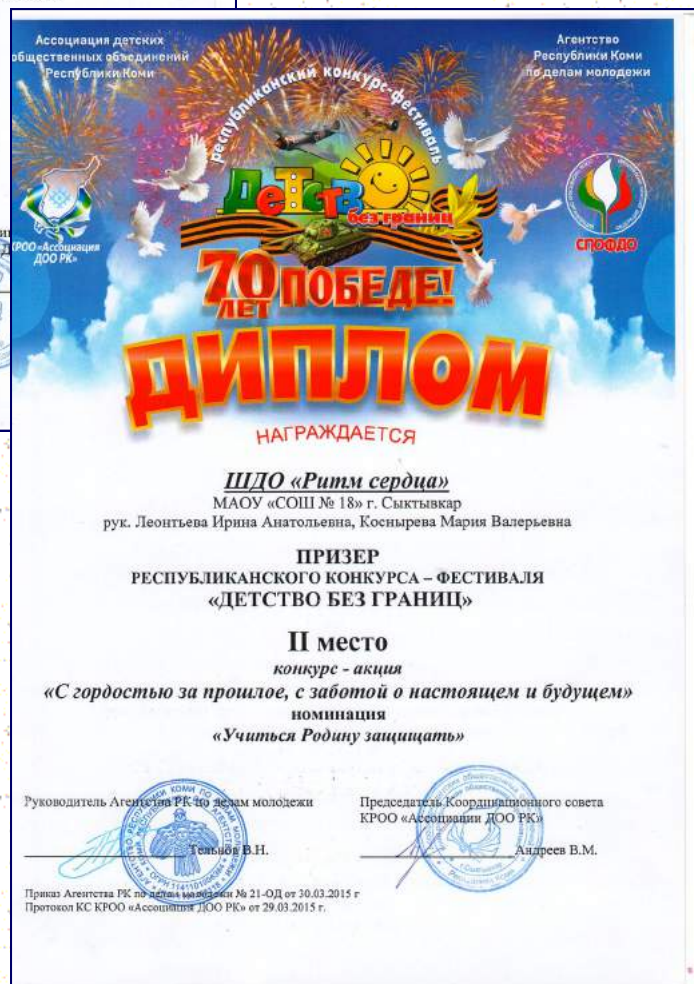 Ассоциация детских
общественных объединений
Республики Коми
Агентство
Республики Коми
по делам молодежи
республиканский конкурс-фестиваль
Детство
без границ
КРОО «Ассоциация
ДОО РК»
СПОФДО
70 ЛЕТ ПОБЕДЕ!
ДИПЛОМ
НАГРАЖДАЕТСЯ
ШДО «Ритм сердца»
МАОУ «СОШ № 18» г. Сыктывкар
рук. Леонтьева Ирина Анатольевна, Коснырева Мария Валерьевна
ПРИЗЕР
РЕСПУБЛИКАНСКОГО КОНКУРСА – ФЕСТИВАЛЯ
«ДЕТСТВО БЕЗ ГРАНИЦ»
II место
конкурс - акция
«С гордостью за прошлое, с заботой о настоящем и будущем»
номинация
«Учиться Родину защищать»
Руководитель Агентства РК по делам молодежи
Тельнов В.Н.
Председатель Координационного совета
КРОО «Ассоциации ДОО РК»
Андреев В.М.
Приказ Агентства РК по делам молодежи № 21-ОД от 30.03.2015 г
Протокол КС КРОО «Ассоциация ДОО РК» от 29.03.2015 г.